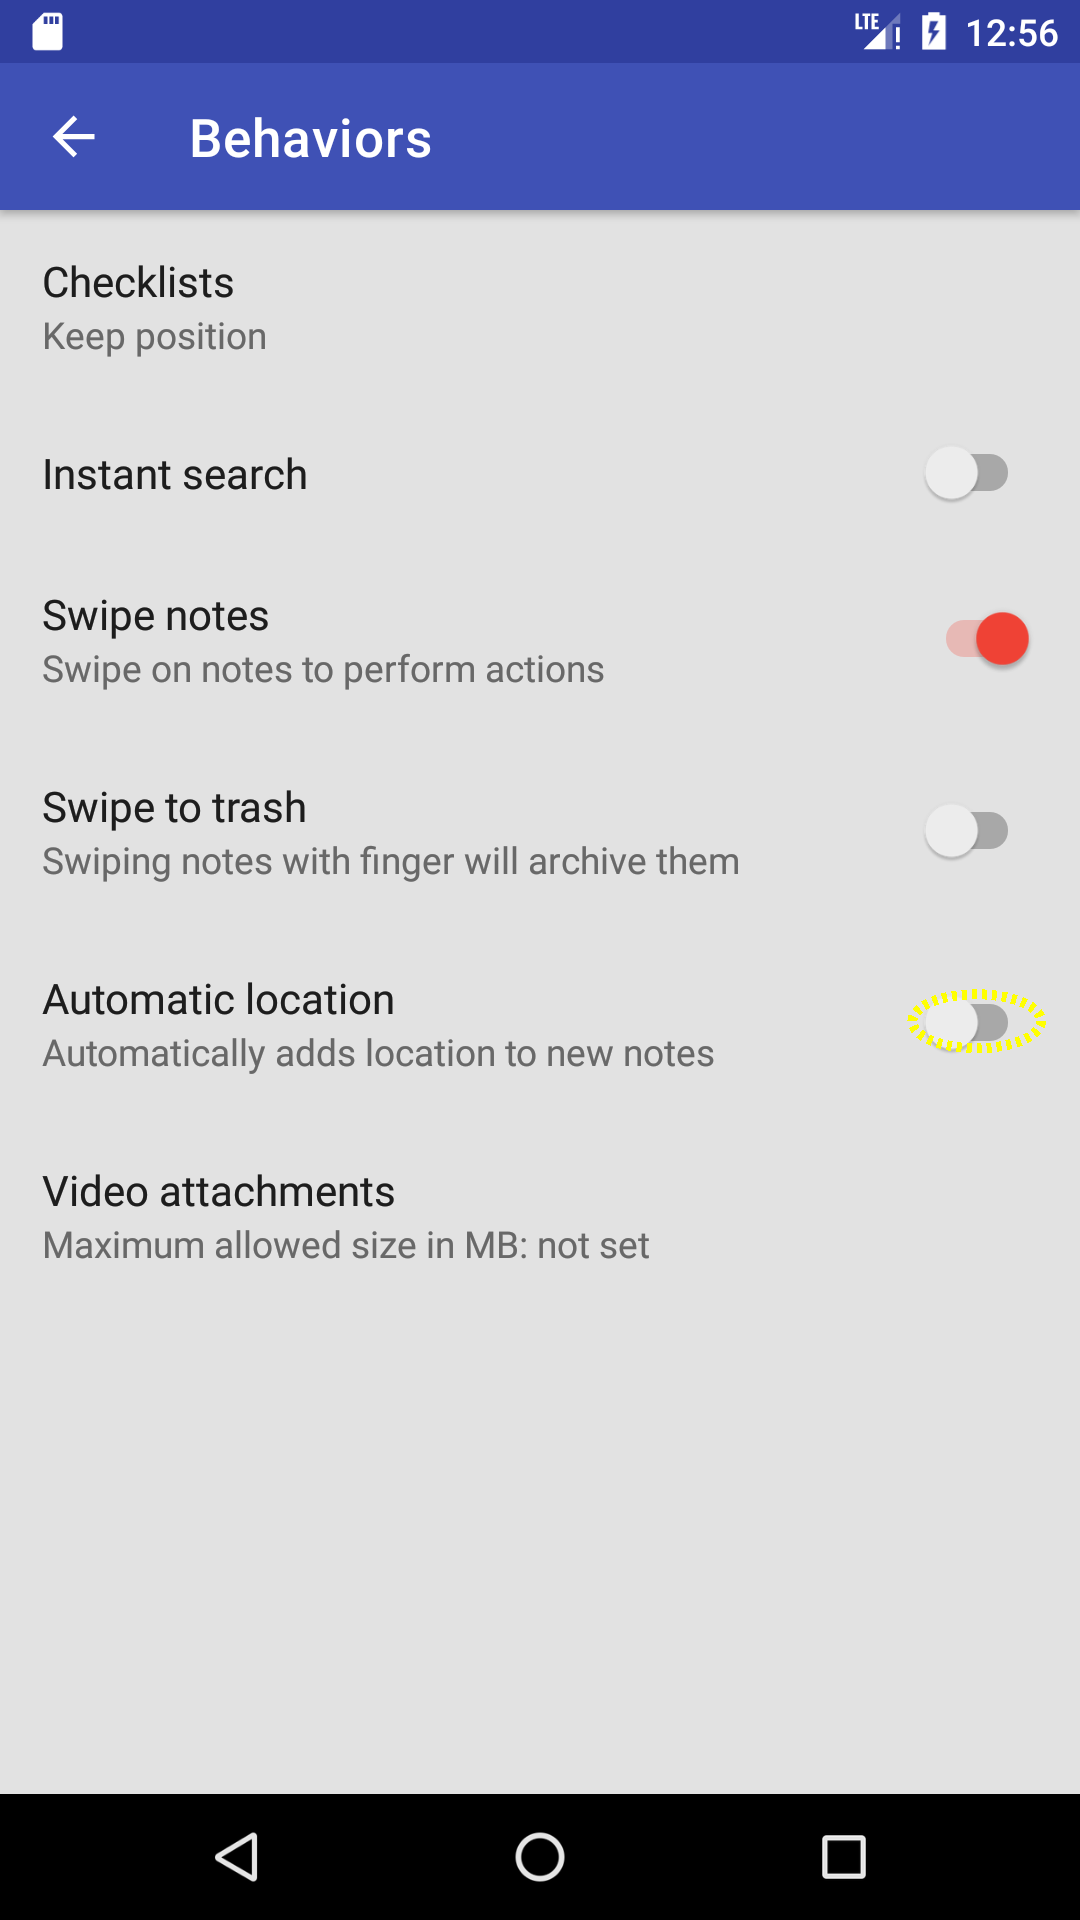 LTE 12:56
Behaviors
Checklists
Keep position
Instant search
Swipe notes
Swipe on notes to perform actions
Swipe to trash
Swiping notes with finger will archive them
Automatic location
Automatically adds location to new notes
Video attachments
Maximum allowed size in MB: not set